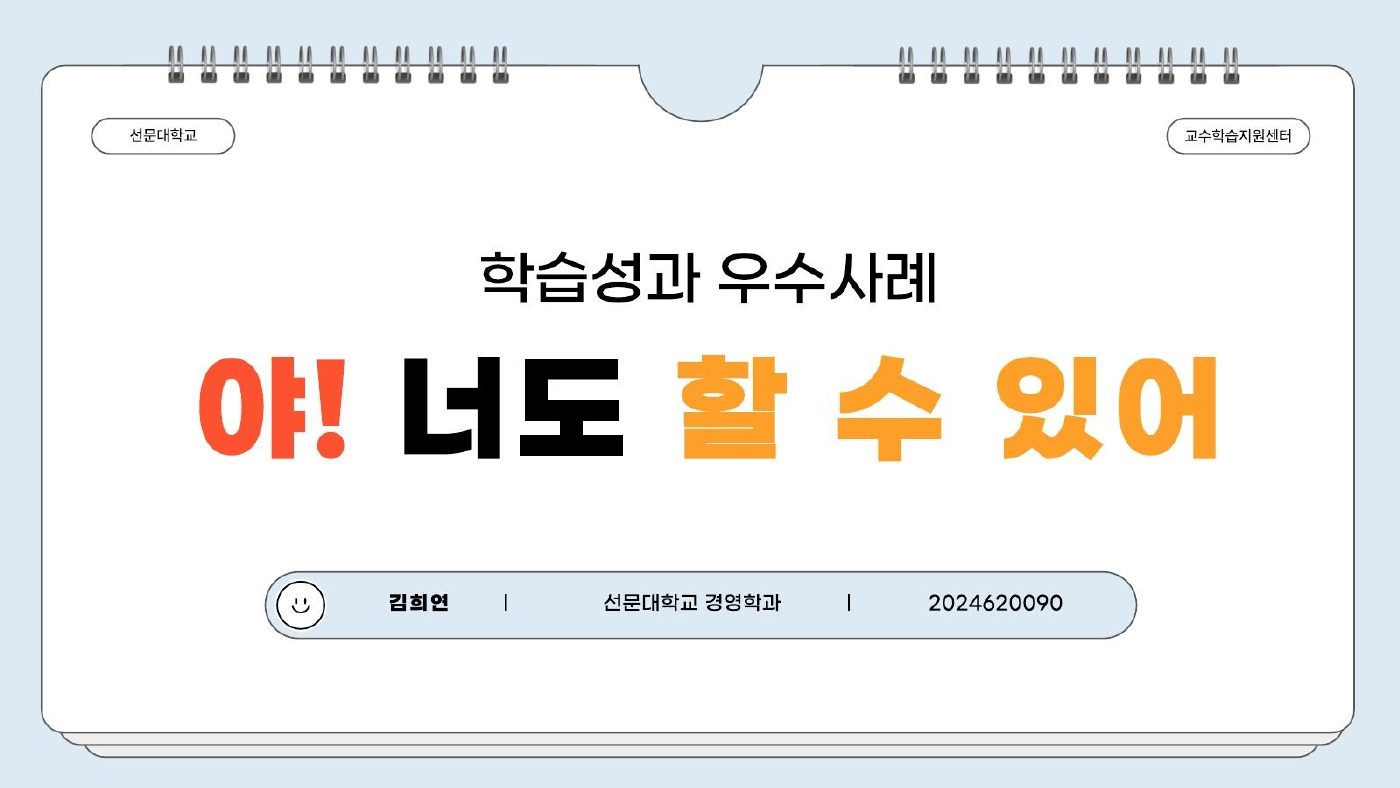 선문대학교
교수학습지원센터
학습성과 우수사례
야! 너도 할 수 있어
김희연 | 선문대학교 경영학과 | 2024620090